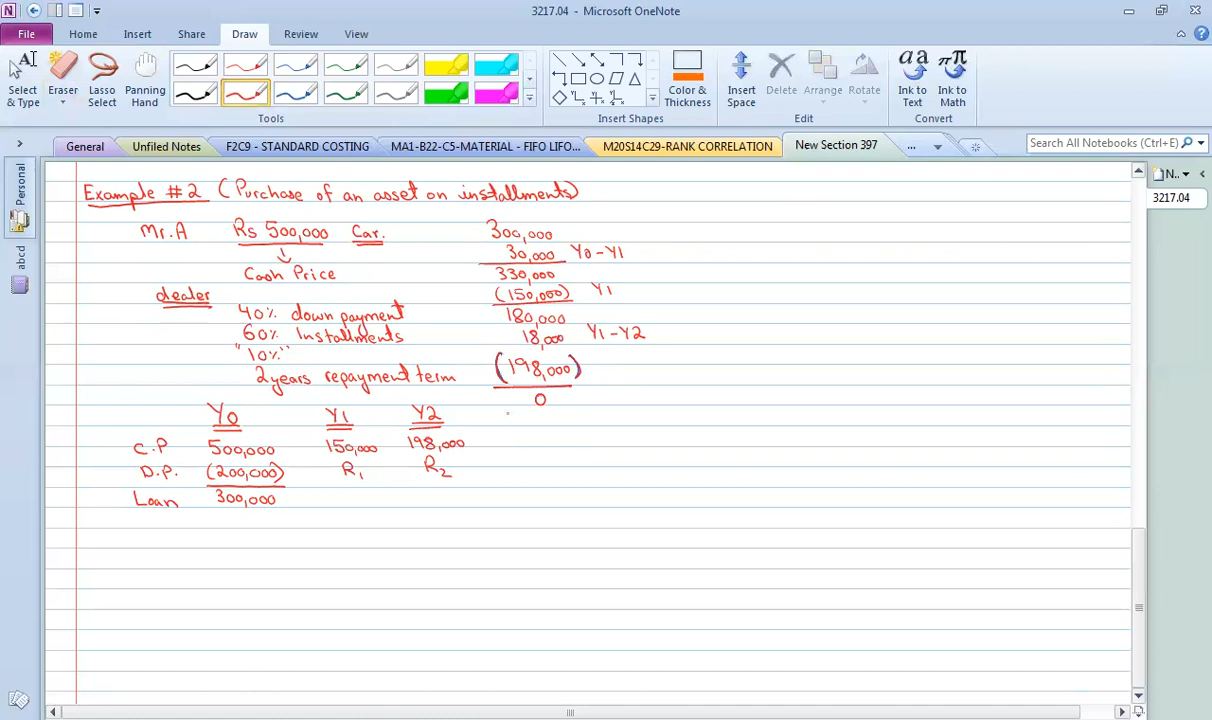 3217.04 - Microsoft OneNote
File Home Insert Share Draw Review View
Select & Type
Eraser
Lasso Select
Panning Hand
Tools
Color & Thickness
Insert Shapes
Insert Space
Delete
Arrange
Rotate
Edit
Ink to Text
Ink to Math
Convert
General Unfiled Notes F2C9 - STANDARD COSTING MA1-B22-C5-MATERIAL - FIFO LIFO... M20S14C29-RANK CORRELATION New Section 397 ... Search All Notebooks (Ctrl+E)
Personal
abcd
N..
3217.04
Example #2 (Purchase of an asset on installments)
Mr. A Rs 500,000 Car.
Cash Price
dealer
40% down payment
60% Installments
"10%"
2 years repayment term
300,000
30,000 Y0-Y1
330,000
(150,000) Y1
180,000
18,000 Y1-Y2
(198,000)
0
Y0 Y1 Y2
C.P 500,000 150,000 198,000
D.P. (200,000) R1 R2
Loan 300,000